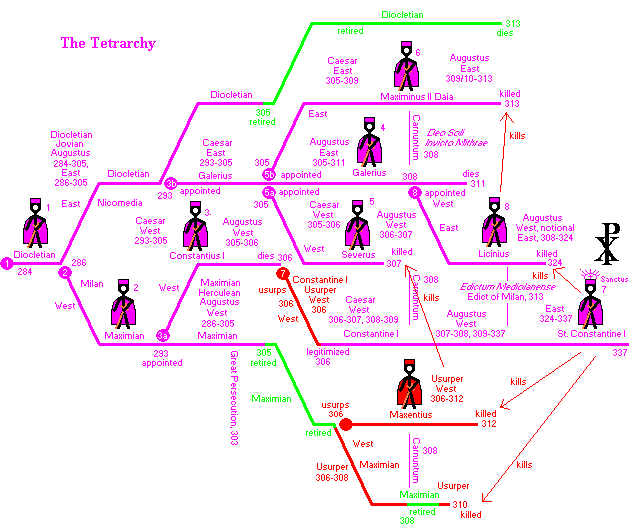 The Tetrarchy
Diocletian
retired
313
dies
Caesar
East
305-309
6
Augustus
East
309/10-313
Diocletian
305
retired
Maximinus II Daia
killed
313
East
kills
Diocletian
Jovian
Augustus
284-305,
East
286-305
Caesar
East
293-305
Augustus
East
305-311
4
Carnuntum
308
Deo Soli
Invicto Mithrae
Diocletian
3b
appointed
293
Galerius
305
5b
appointed
Galerius
308
dies
311
1
East
Nicomedia
Caesar
West
293-305
3
Augustus
West
305-306
5a
appointed
305
Caesar
West
305-306
5
Augustus
West
306-307
8
appointed
West
East
8
Augustus
West, notional
East, 308-324
Diocletian
1
284
2
286
Constantius I
dies
306
West
Severus
killed
307
Licinius
killed
324
kills
Sanctus
7
Milan
West
2
West
Maximian
Herculean
Augustus
West
286-305
7
usurps
306
West
Constantine I
Usurper
West
306
Caesar
West
306-307, 308-309
308
Carnuntum
kills
Edictum Mediolanense
Edict of Milan, 313
Augustus
West
307-308, 309-337
East
324-337
Maximian
3a
293
appointed
Maximian
Great Persecution, 303
305
retired
legitimized
306
Constantine I
St. Constantine I
337
Maximian
retired
usurps
306
Maxentius
Usurper
West
306-312
killed
312
kills
kills
West
Maximian
Usurper
306-308
Carnuntum
308
Maximian
retired
308
Usurper
310
killed